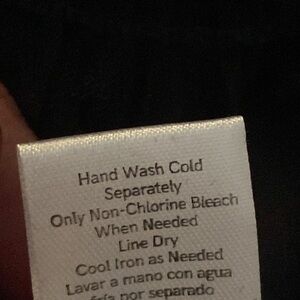 Hand Wash Cold
Separately
Only Non-Chlorine Bleach
When Needed
Line Dry
Cool Iron as Needed
Lavar a mano con agua
fría por separado